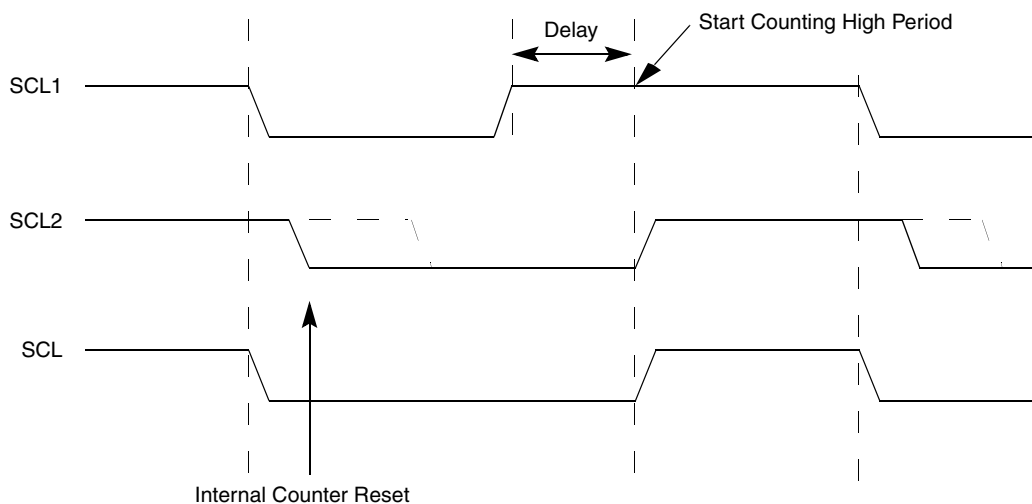 Start Counting High Period
Delay
SCL1
SCL2
SCL
Internal Counter Reset